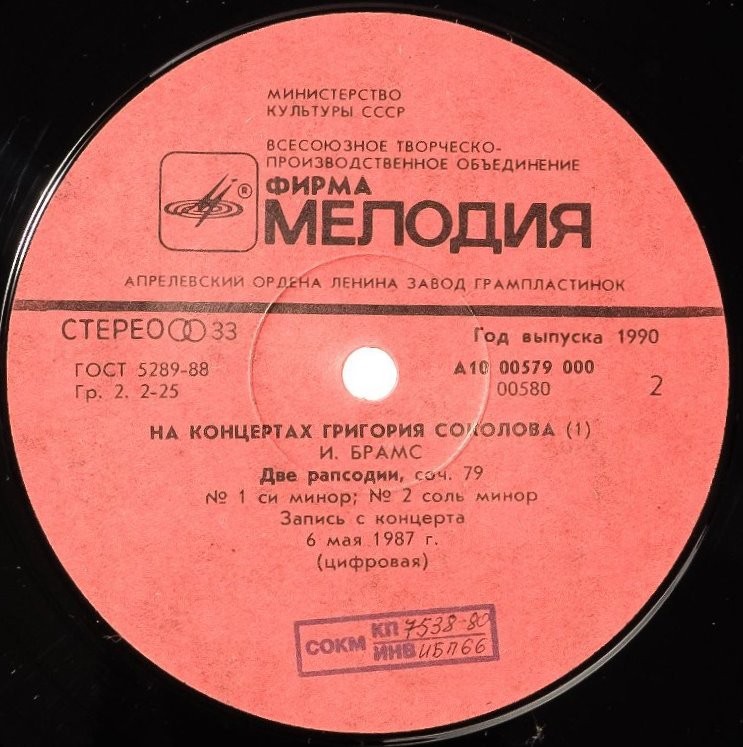 МИНИСТЕРСТВО
КУЛЬТУРЫ СССР
ВСЕСОЮЗНОЕ ТВОРЧЕСКО-
ПРОИЗВОДСТВЕННОЕ ОБЪЕДИНЕНИЕ
® ФИРМА
МЕЛОДИЯ
АПРЕЛЕВСКИЙ ОРДЕНА ЛЕНИНА ЗАВОД ГРАМПЛАСТИНОК
СТЕРЕО 33
Год выпуска 1990
ГОСТ 5289-88
А10 00579 000
Гр. 2. 2-25
00580
2
НА КОНЦЕРТАХ ГРИГОРИЯ СОКОЛОВА (1)
И. БРАМС
Две рапсодии, соч. 79
№ 1 си минор; № 2 соль минор
Запись с концерта
6 мая 1987 г.
(цифровая)
СОКМ КП 7538-80
ИНВ ИБП66